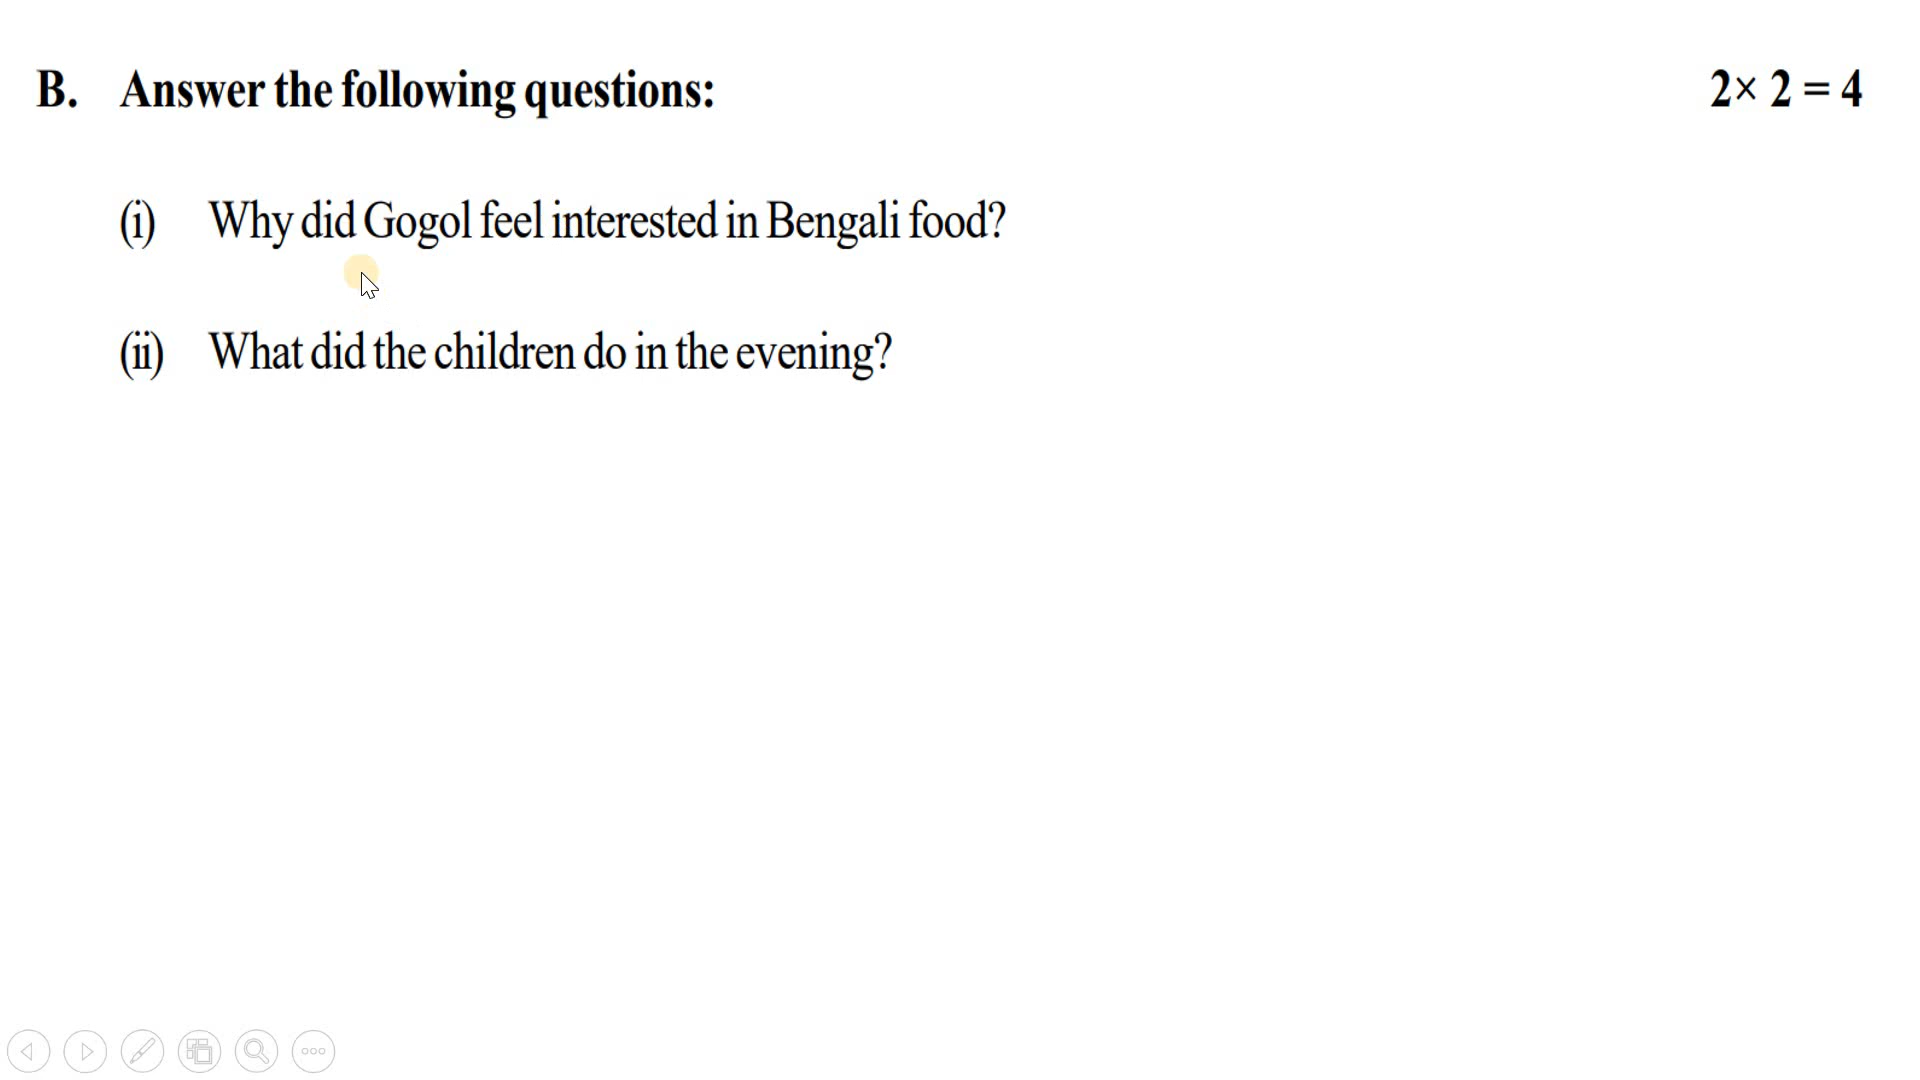 B. Answer the following questions: 2× 2 = 4
(i) Why did Gogol feel interested in Bengali food?
(ii) What did the children do in the evening?